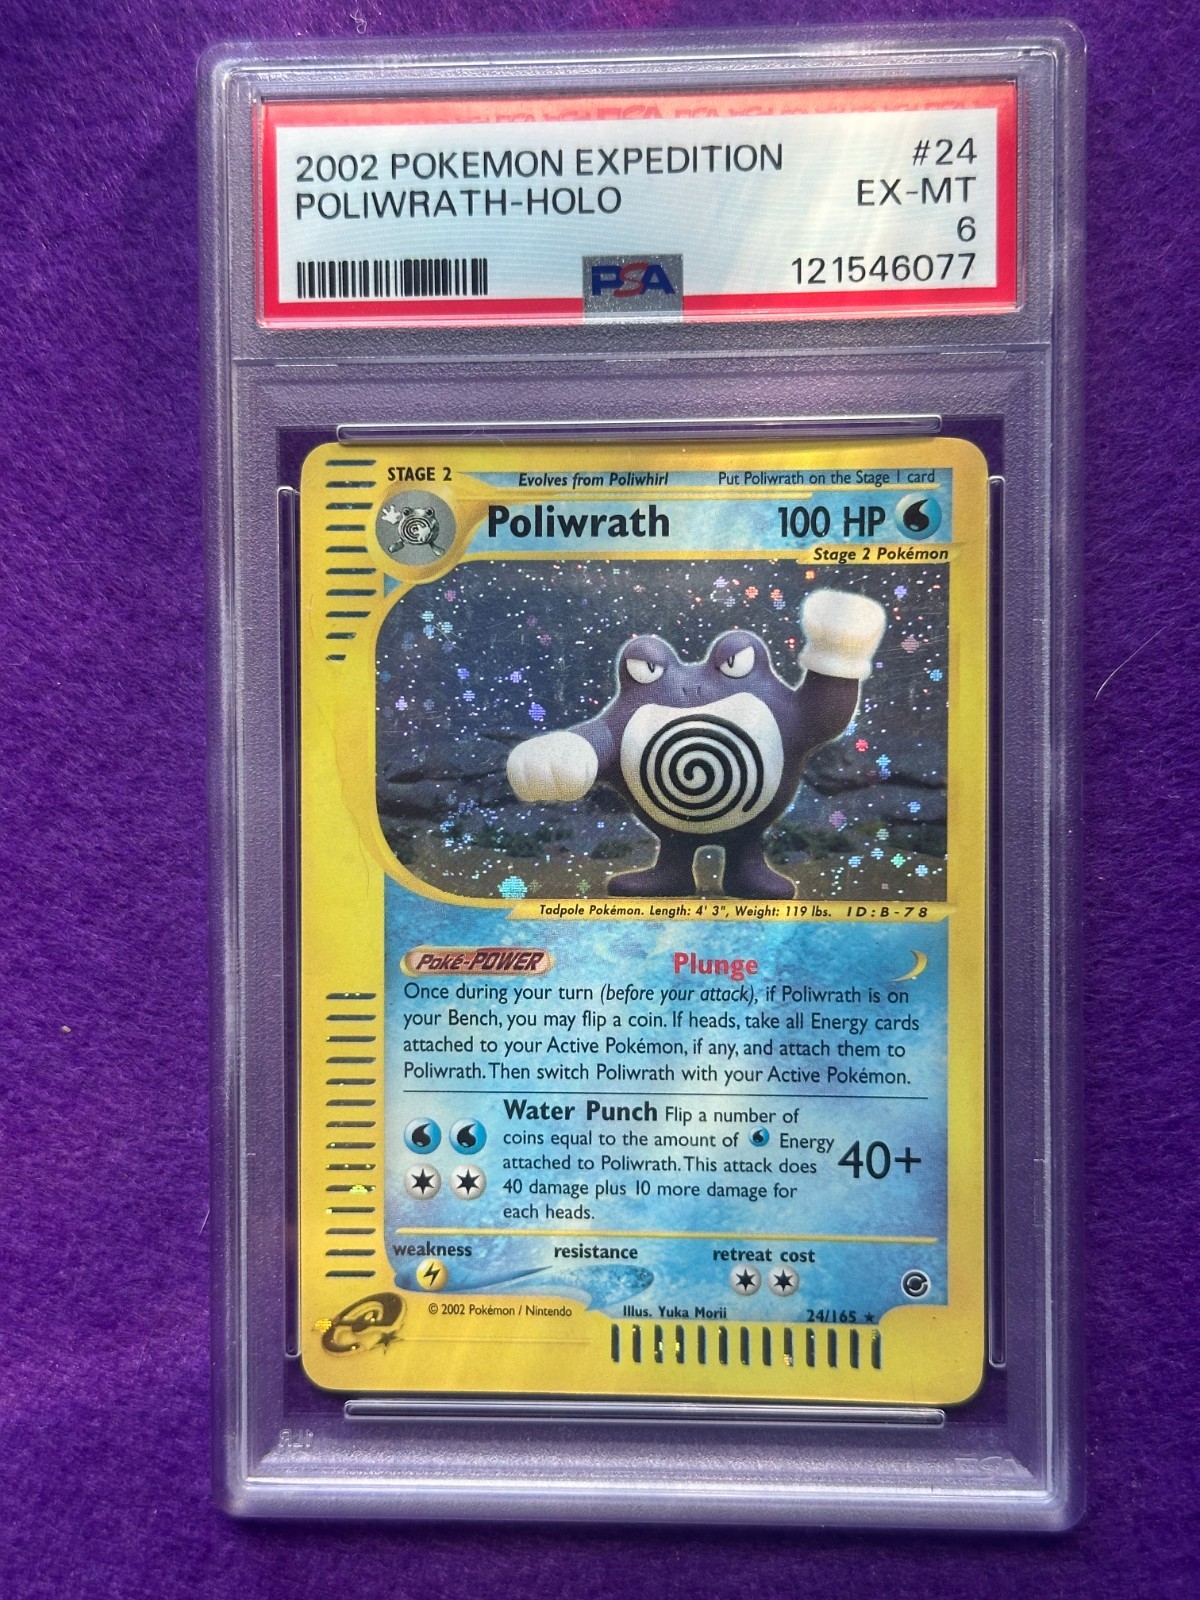 2002 POKEMON EXPEDITION #24
POLIWRATH-HOLO EX-MT
6
PSA 121546077
STAGE 2 Evolves from Poliwhirl Put Poliwrath on the Stage 1 card
Poliwrath 100 HP
Stage 2 Pokémon
Tadpole Pokémon. Length: 4' 3", Weight: 119 lbs. ID:B-78
Poké-POWER Plunge
Once during your turn (before your attack), if Poliwrath is on
your Bench, you may flip a coin. If heads, take all Energy cards
attached to your Active Pokémon, if any, and attach them to
Poliwrath. Then switch Poliwrath with your Active Pokémon.
Water Punch Flip a number of
coins equal to the amount of Energy
attached to Poliwrath. This attack does 40+
40 damage plus 10 more damage for
each heads.
weakness resistance retreat cost
© 2002 Pokémon / Nintendo Illus. Yuka Morii 24/165 ★